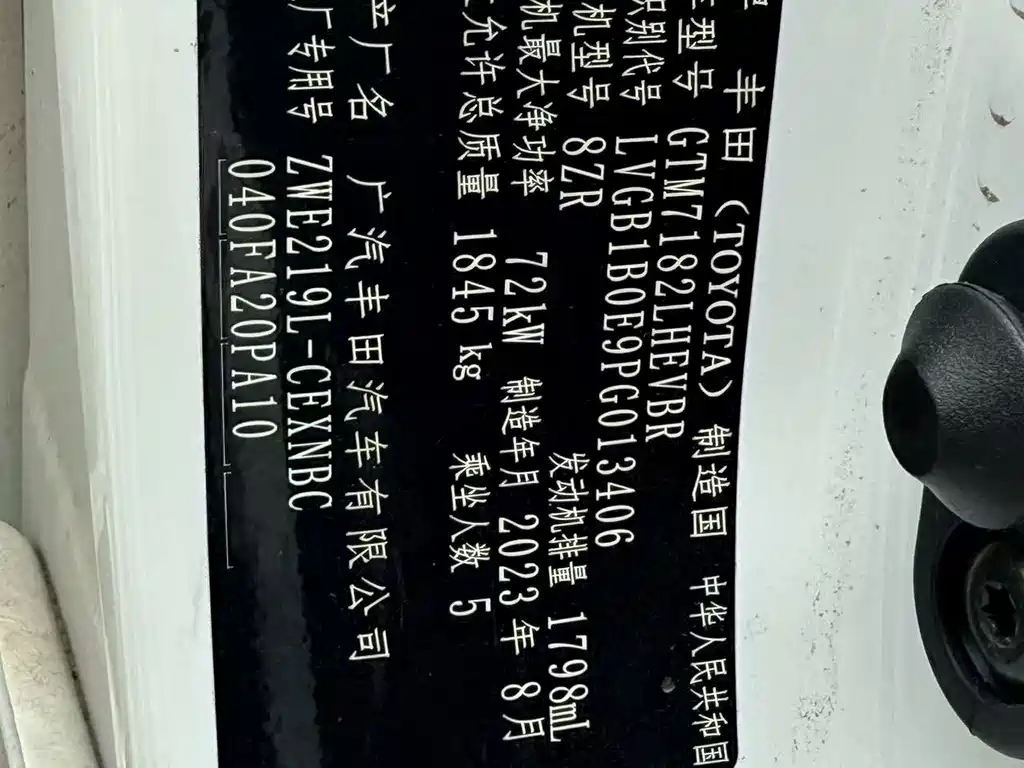 丰田 (TOYOTA) 制造国 中华人民共和国
型号 GTM7182LHEVBR
识别代号 LVGB1B0E9PG013406
机型号 8ZR 发动机排量 1798mL
机最大净功率 72kW 制造年月 2023年 8月
允许总质量 1845 kg 乘坐人数 5
产厂名 广汽丰田汽车有限公司
厂专用号 ZWE219L-CEXNBC
040FA20PA10